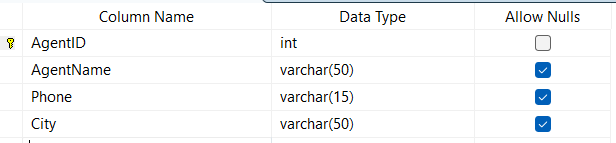 Column Name Data Type Allow Nulls
AgentID int
AgentName varchar(50)
Phone varchar(15)
City varchar(50)